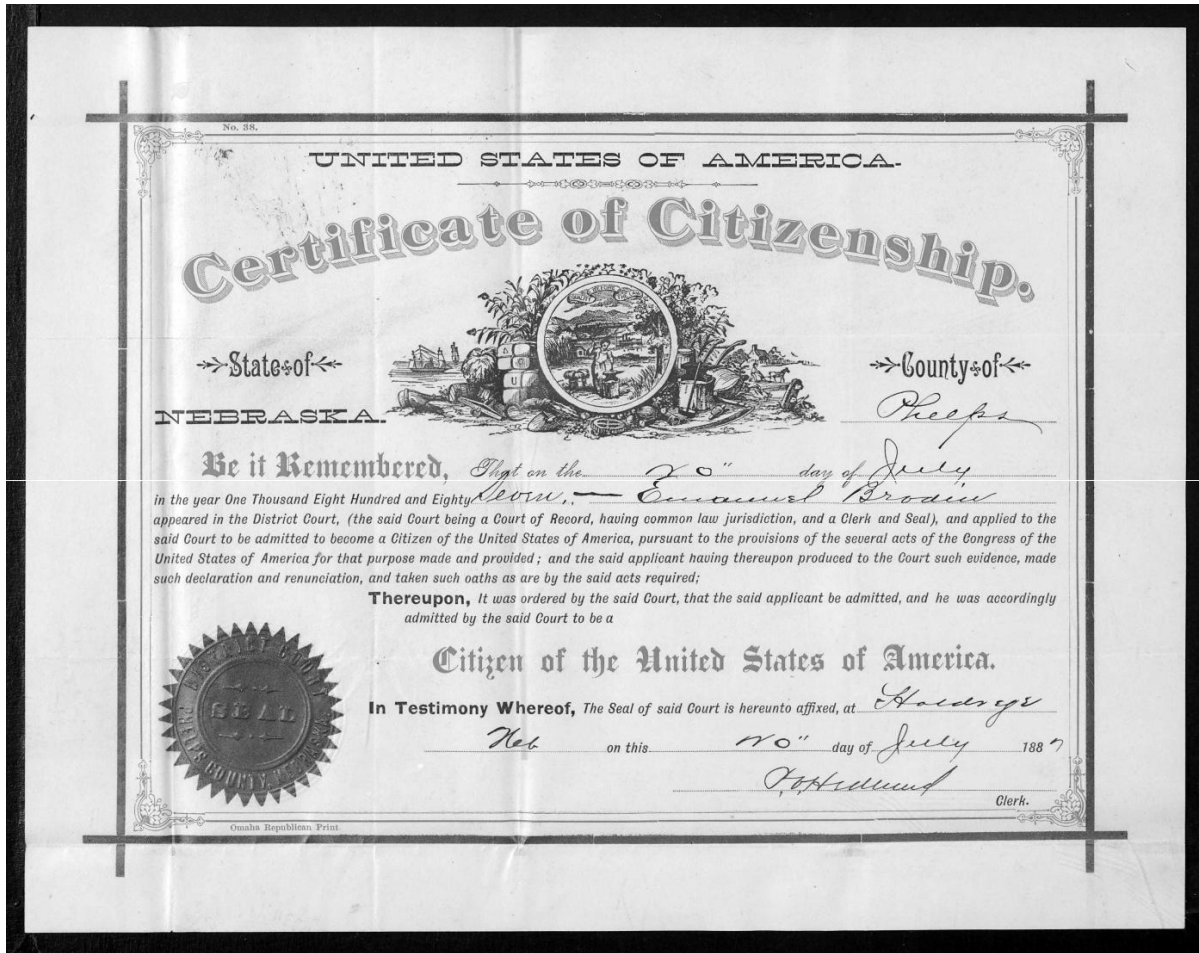 No. 38.
UNITED STATES OF AMERICA.
Certificate of Citizenship.
State of
County of
NEBRASKA.
Phelps
Be it Remembered, That on the 20" day of July
in the year One Thousand Eight Hundred and Eighty seven. — Emanuel Brodin
appeared in the District Court, (the said Court being a Court of Record, having common law jurisdiction, and a Clerk and Seal), and applied to the
said Court to be admitted to become a Citizen of the United States of America, pursuant to the provisions of the several acts of the Congress of the
United States of America for that purpose made and provided; and the said applicant having thereupon produced to the Court such evidence, made
such declaration and renunciation, and taken such oaths as are by the said acts required;
Thereupon, It was ordered by the said Court, that the said applicant be admitted, and he was accordingly
admitted by the said Court to be a
Citizen of the United States of America.
In Testimony Whereof, The Seal of said Court is hereunto affixed, at Holdrege
Neb on this 20" day of July 1887
Hedlund
Clerk.
DISTRICT COURT
SEAL
PHELPS COUNTY, NEBRASKA
Omaha Republican Print